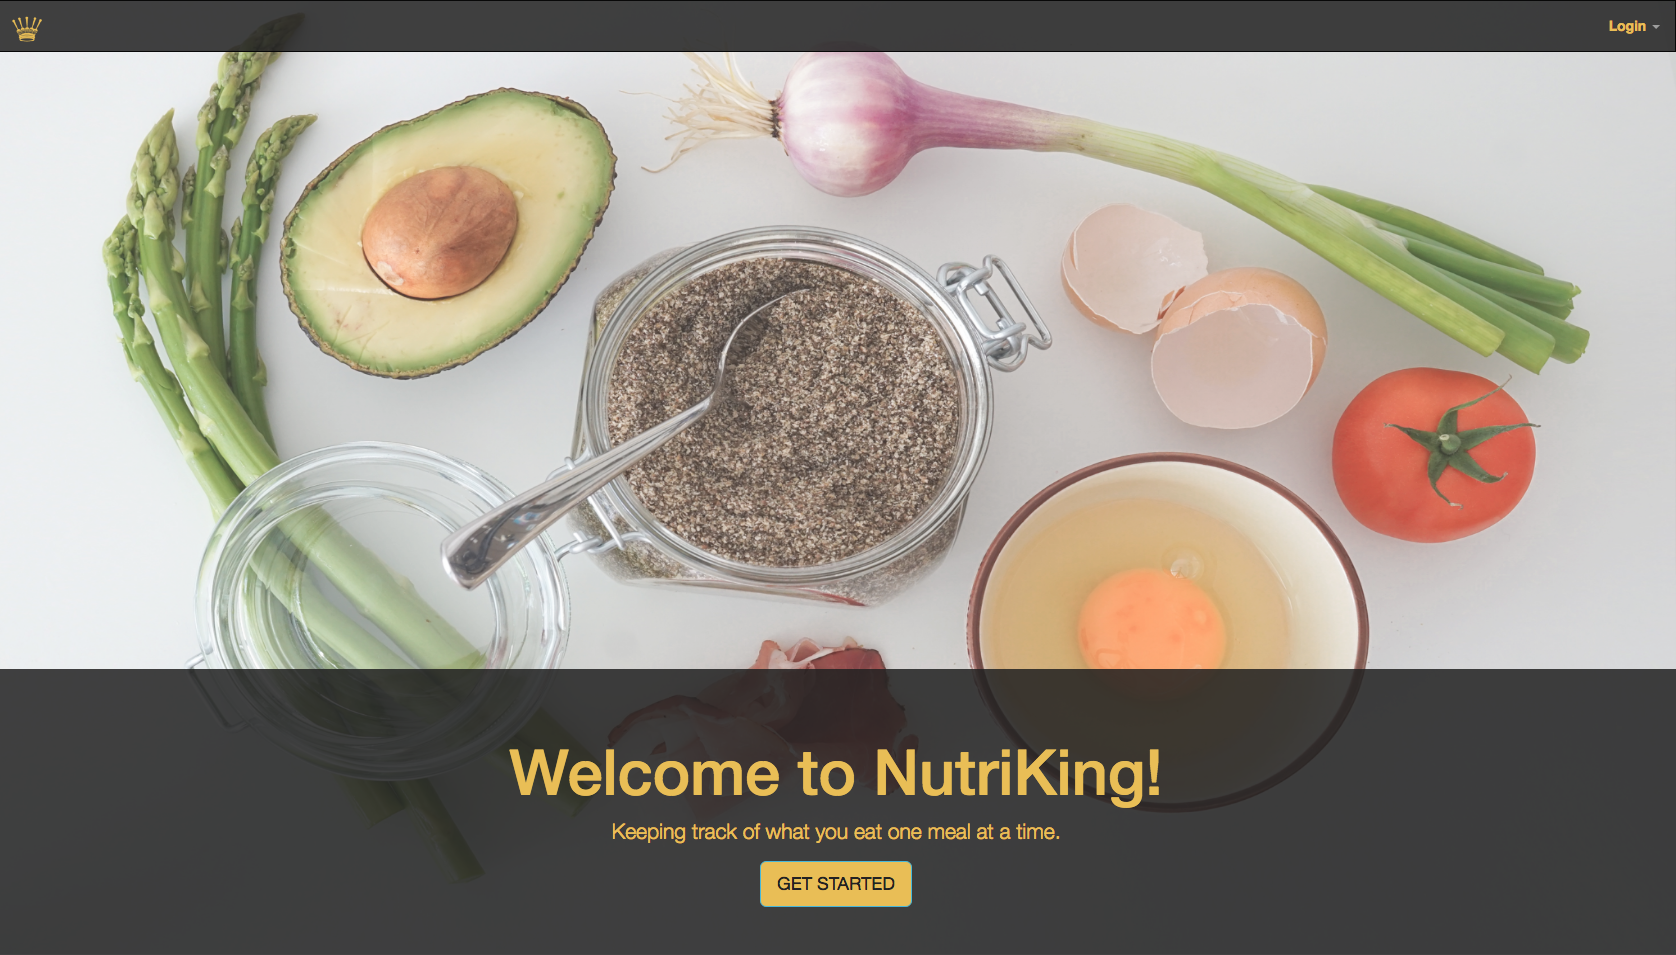 Login
Welcome to NutriKing!
Keeping track of what you eat one meal at a time.
GET STARTED